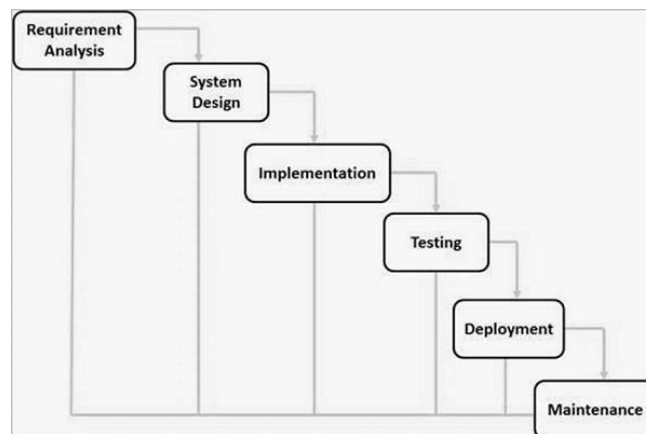 Requirement
Analysis
System
Design
Implementation
Testing
Deployment
Maintenance